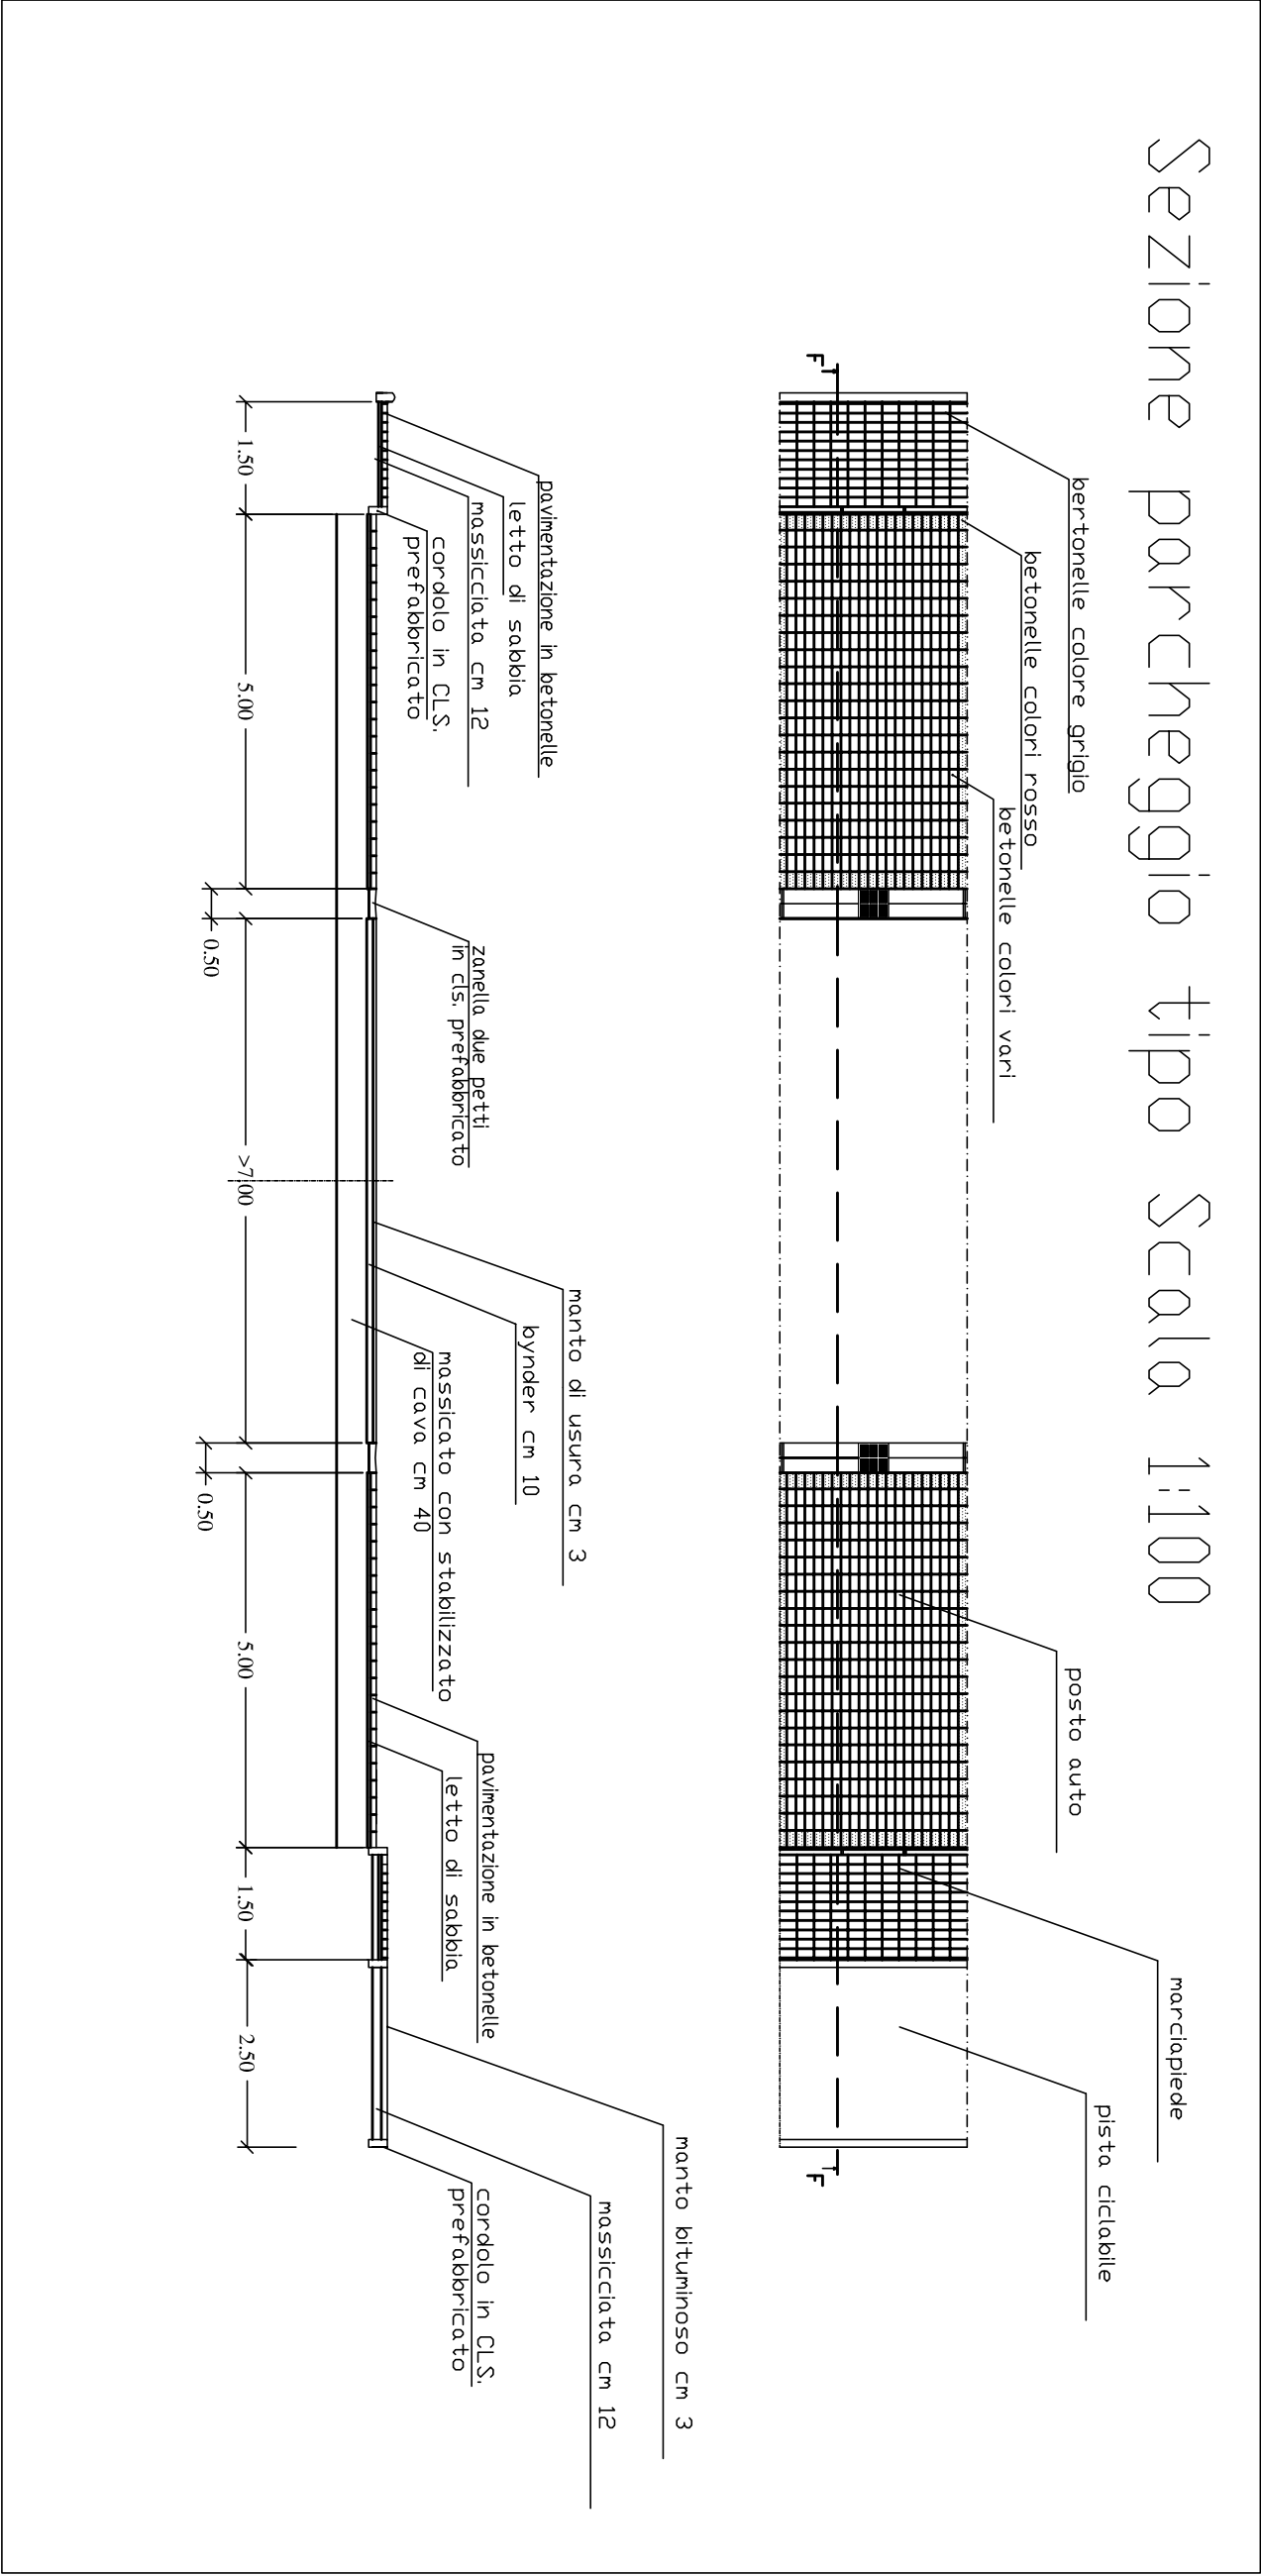 Sezione parcheggio tipo Scala 1:100
bertonelle colore grigio
betonelle colori rosso
betonelle colori vari
posto auto
marciapiede
pista ciclabile
F
F
pavimentazione in betonelle
letto di sabbia
massicciata cm 12
cordolo in CLS.
prefabbricato
zanella due petti
in cls. prefabbricato
manto di usura cm 3
bynder cm 10
massicato con stabilizzato
di cava cm 40
pavimentazione in betonelle
letto di sabbia
manto bituminoso cm 3
massicciata cm 12
cordolo in CLS.
prefabbricato
1.50
5.00
0.50
>7.00
0.50
5.00
1.50
2.50